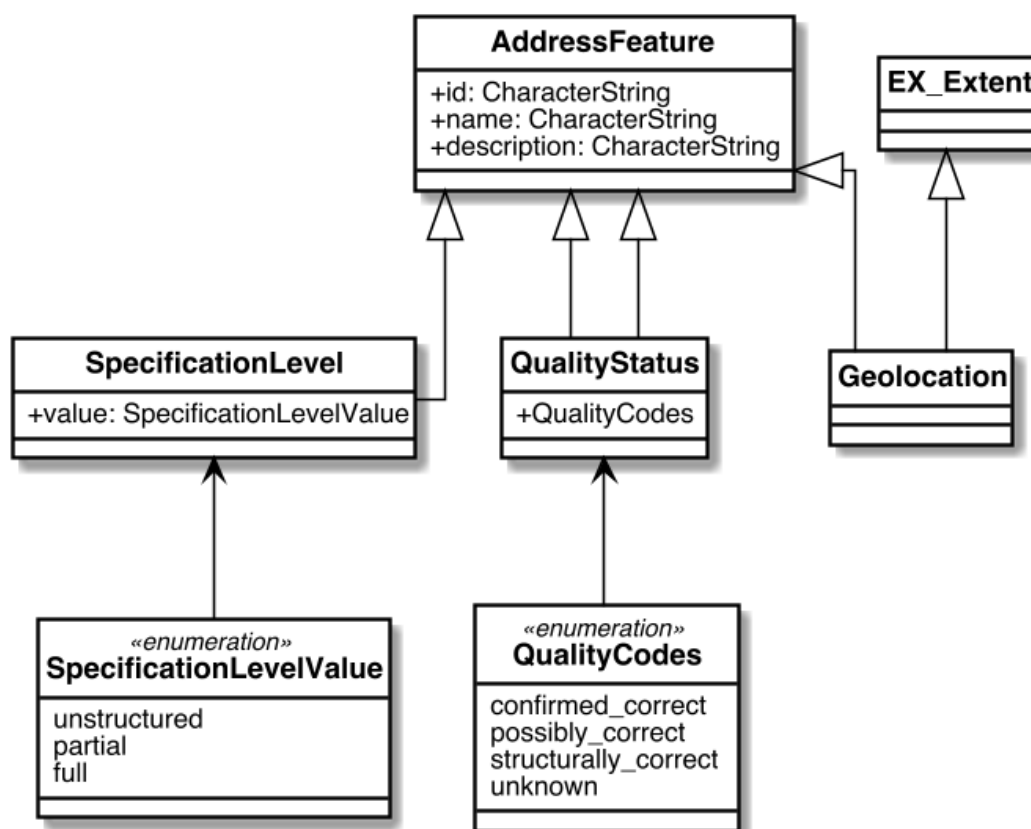 AddressFeature
+id: CharacterString
+name: CharacterString
+description: CharacterString
EX_Extent
SpecificationLevel
+value: SpecificationLevelValue
QualityStatus
+QualityCodes
Geolocation
«enumeration»
SpecificationLevelValue
unstructured
partial
full
«enumeration»
QualityCodes
confirmed_correct
possibly_correct
structurally_correct
unknown